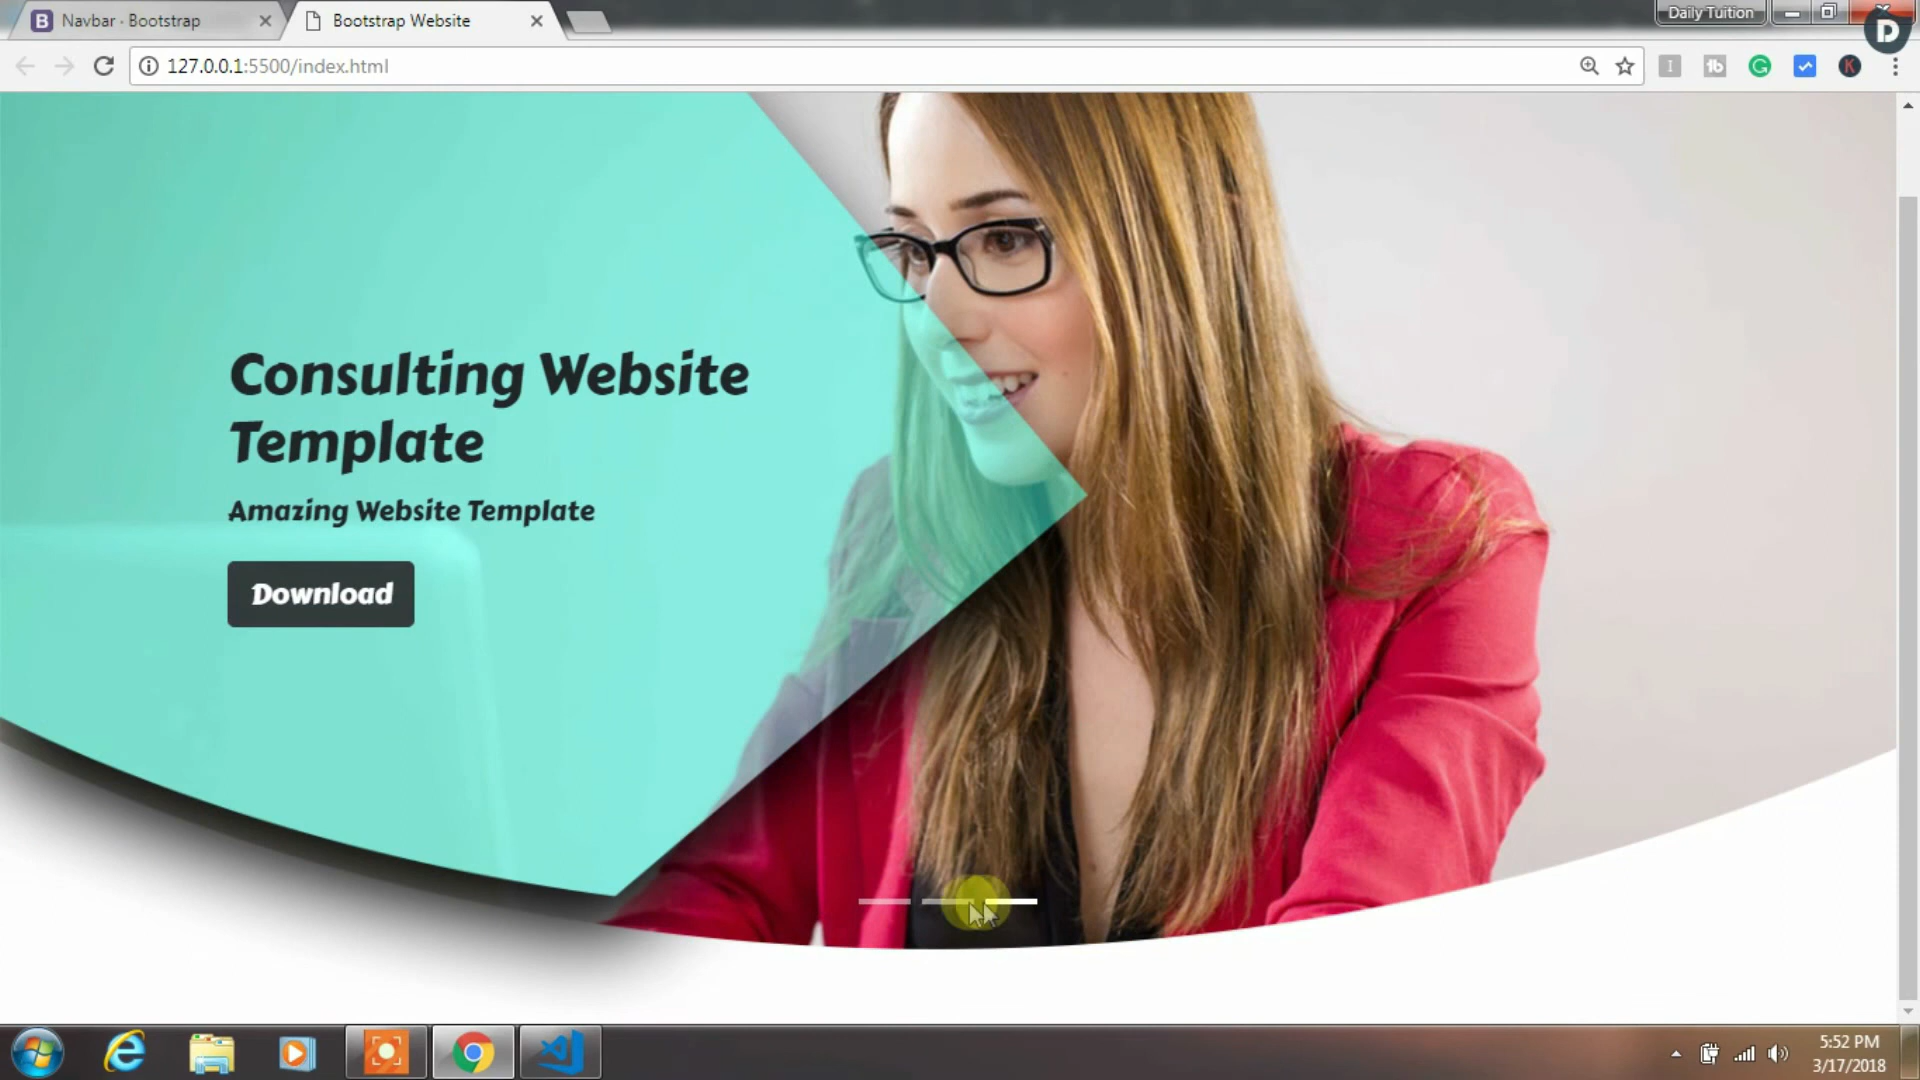 B Navbar · Bootstrap
Bootstrap Website
Daily Tuition
D
127.0.0.1:5500/index.html
tb
G
K
Consulting Website
Template
Amazing Website Template
Download
5:52 PM
3/17/2018